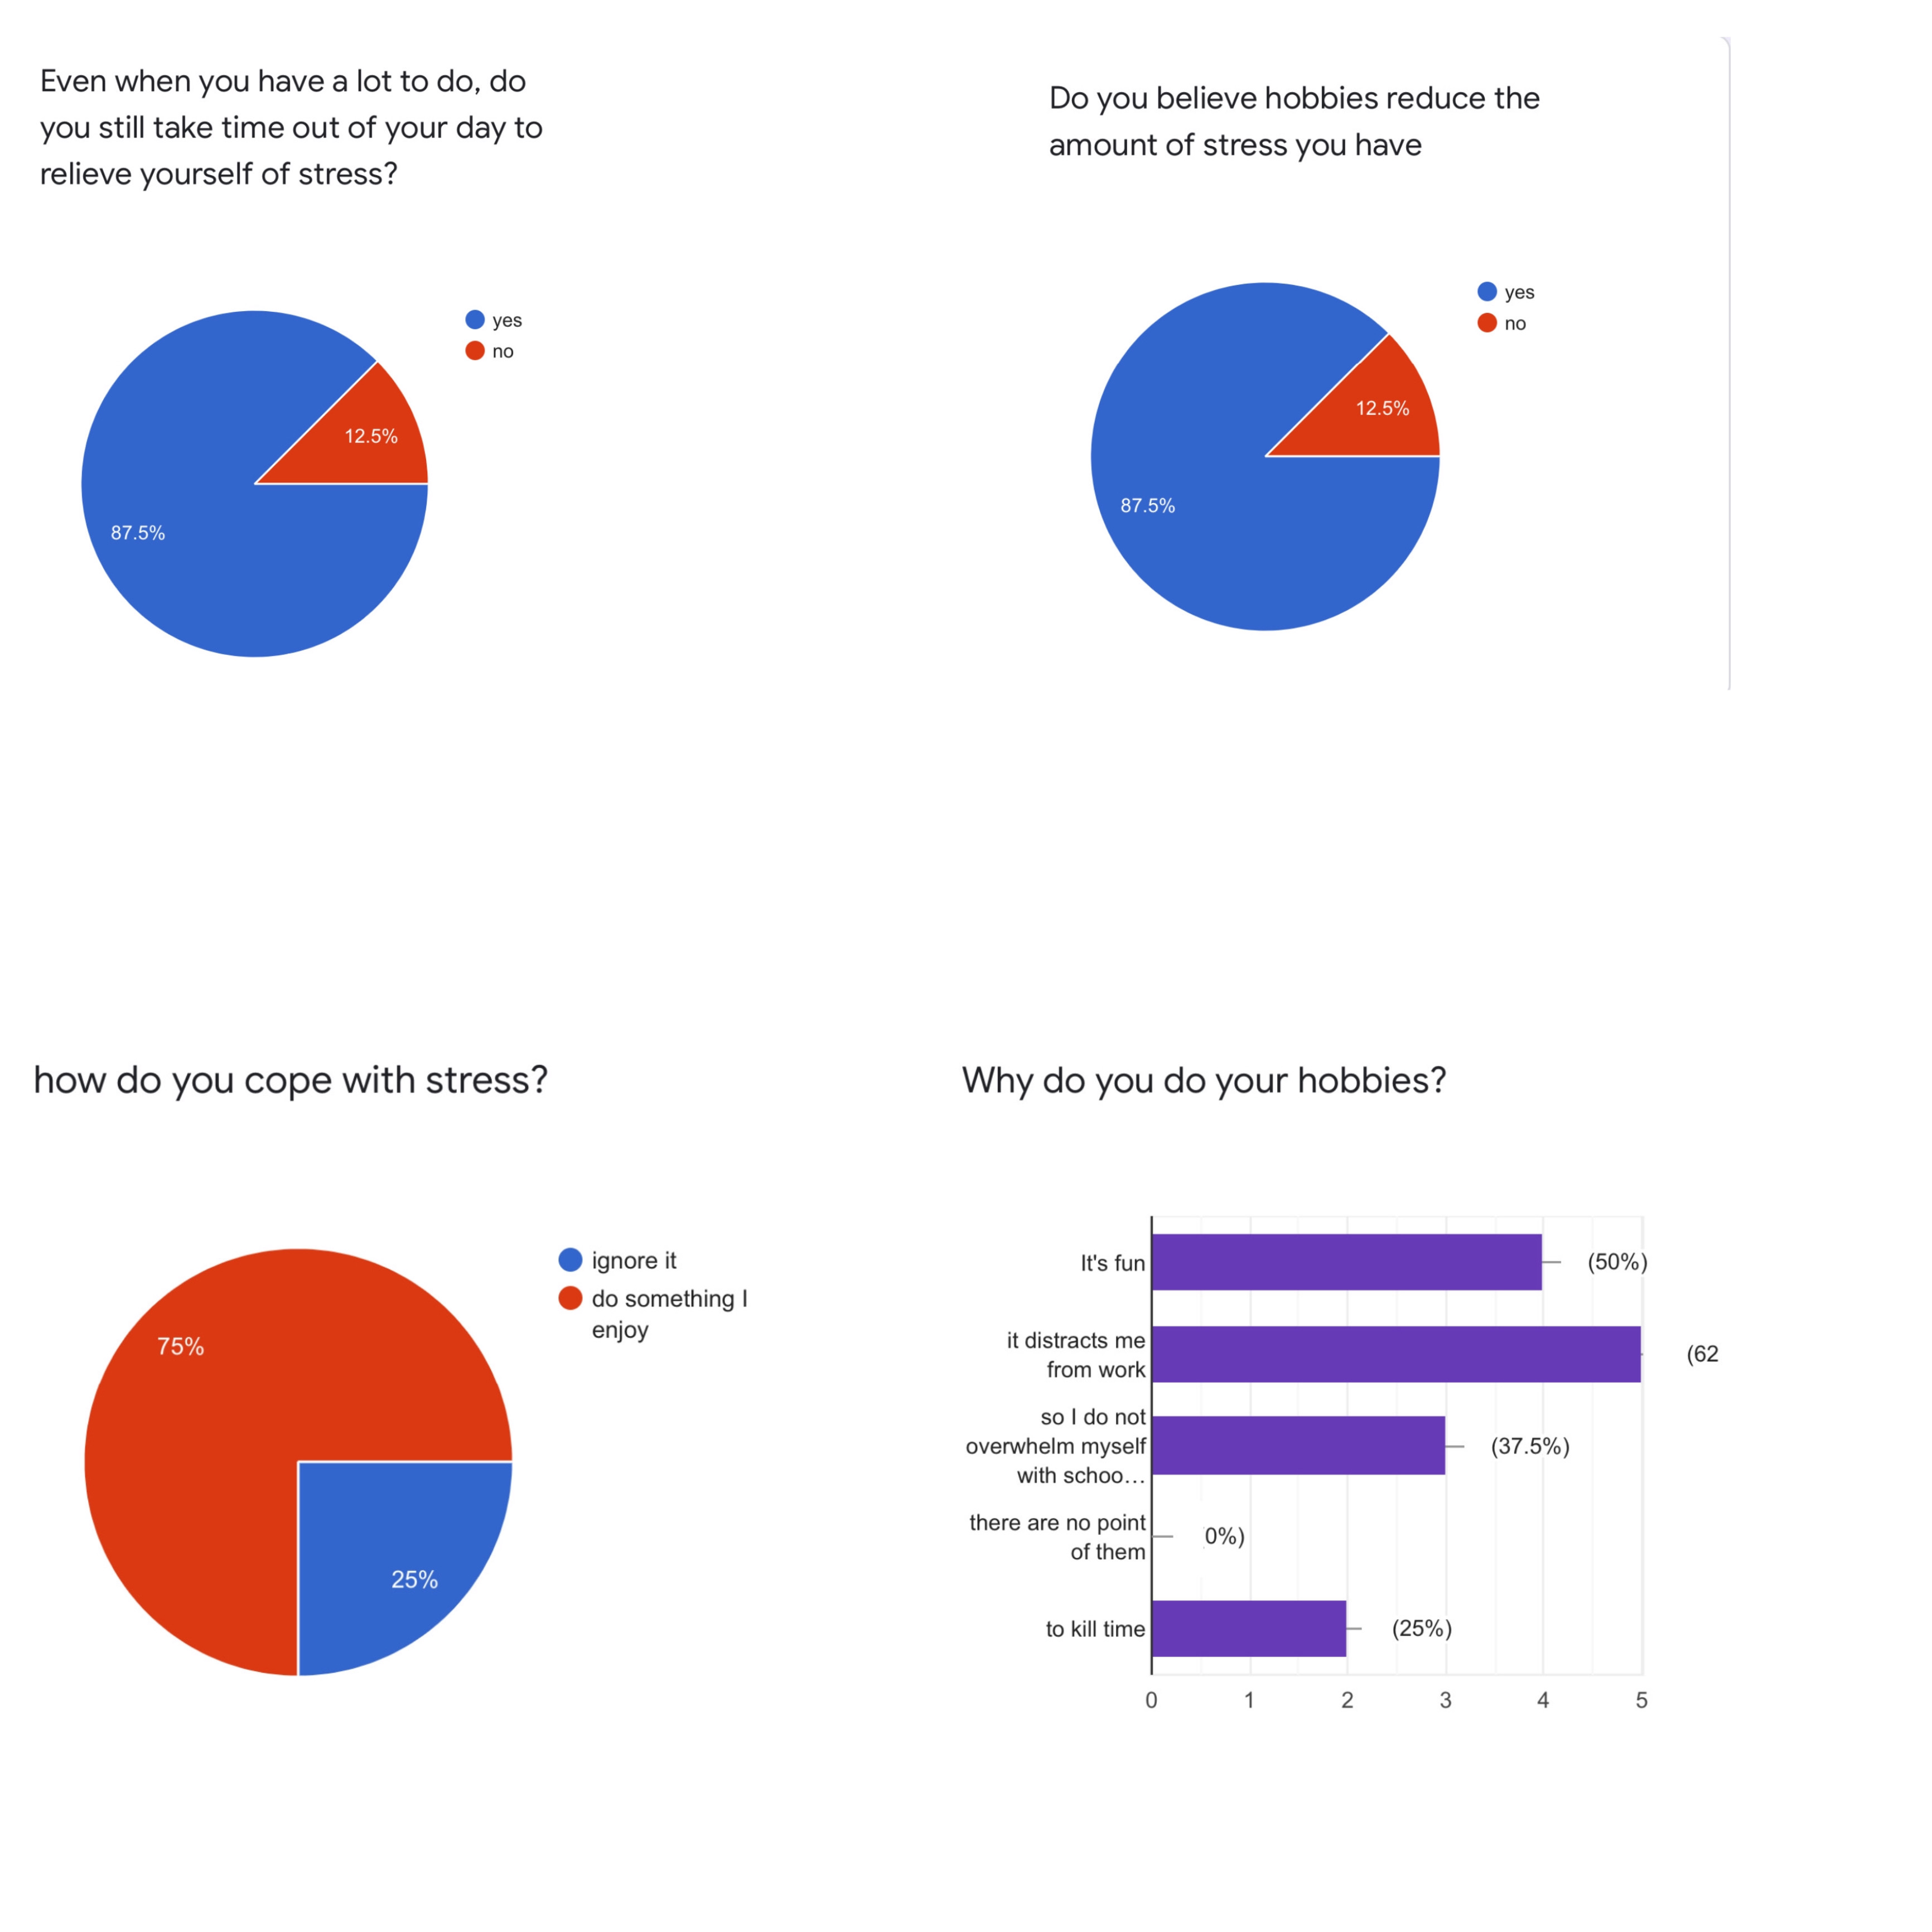 Even when you have a lot to do, do
you still take time out of your day to
relieve yourself of stress?
yes
no
12.5%
87.5%
Do you believe hobbies reduce the
amount of stress you have
yes
no
12.5%
87.5%
how do you cope with stress?
ignore it
do something I
enjoy
75%
25%
Why do you do your hobbies?
It's fun
(50%)
it distracts me
from work
(62
so I do not
overwhelm myself
with schoo…
(37.5%)
there are no point
of them
0%)
to kill time
(25%)
0 1 2 3 4 5